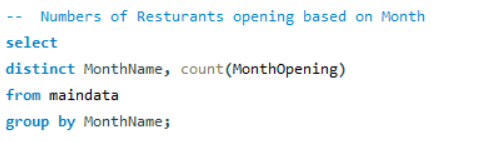 --  Numbers of Resturants opening based on Month
select
distinct MonthName, count(MonthOpening)
from maindata
group by MonthName;